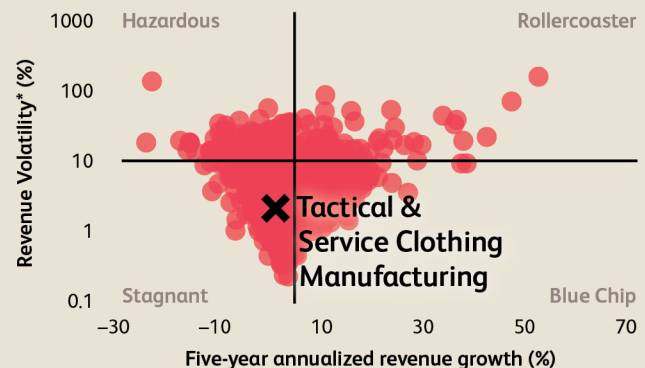 1000
Hazardous
Rollercoaster
100
10
1
0.1
Revenue Volatility* (%)
Tactical &
Service Clothing
Manufacturing
Stagnant
Blue Chip
–30
–10
10
30
50
70
Five-year annualized revenue growth (%)